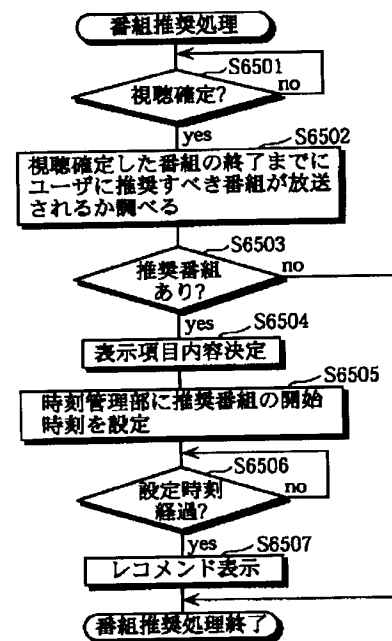 番組推奨処理
S6501
視聴確定?
no
yes
S6502
視聴確定した番組の終了までに
ユーザに推奨すべき番組が放送
されるか調べる
S6503
推奨番組
あり?
no
yes
S6504
表示項目内容決定
S6505
時刻管理部に推奨番組の開始
時刻を設定
S6506
設定時刻
経過?
no
yes
S6507
レコメンド表示
番組推奨処理終了